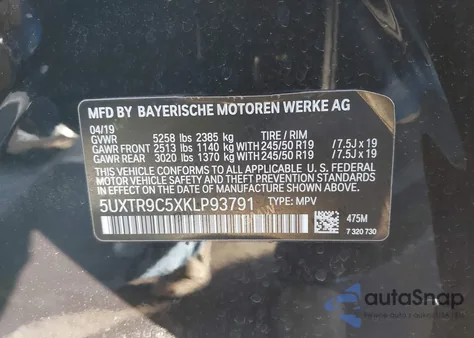 MFD BY BAYERISCHE MOTOREN WERKE AG
04/19
GVWR 5258 lbs 2385 kg TIRE / RIM
GAWR FRONT 2513 lbs 1140 kg WITH 245/50 R19 / 7.5J x 19
GAWR REAR 3020 lbs 1370 kg WITH 245/50 R19 / 7.5J x 19
THIS VEHICLE CONFORMS TO ALL APPLICABLE
FEDERAL MOTOR VEHICLE SAFETY AND THEFT
PREVENTION STANDARDS IN EFFECT ON THE DATE OF
MANUFACTURE SHOWN ABOVE.
5UXTR9C5XKLP93791 TYPE: MPV
475M
7 320 730
autoSnap